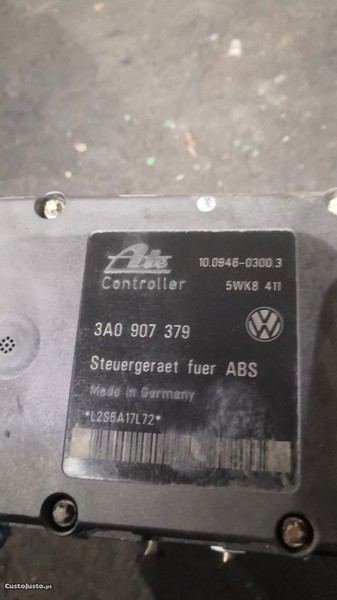 Ate
10.0946-0300.3
Controller
5WK8 411
3A0 907 379
Steuergeraet fuer ABS
Made in Germany
*L2S6A17L72*
CustoJusto.pt